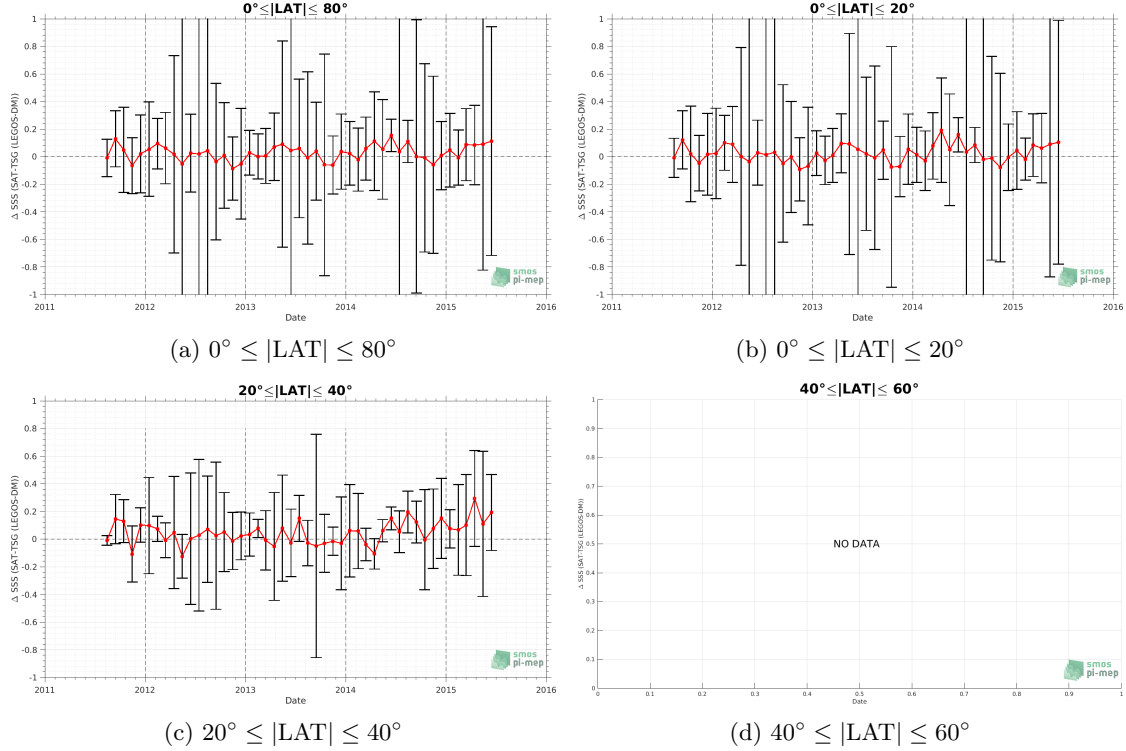 0°≤|LAT|≤ 80°
Δ SSS (SAT-TSG (LEGOS-DM))
1
0.8
0.6
0.4
0.2
0
-0.2
-0.4
-0.6
-0.8
-1
2011 2012 2013 2014 2015 2016
Date
smos
pi-mep
(a) 0° ≤ |LAT| ≤ 80°
0°≤|LAT|≤ 20°
Δ SSS (SAT-TSG (LEGOS-DM))
1
0.8
0.6
0.4
0.2
0
-0.2
-0.4
-0.6
-0.8
-1
2011 2012 2013 2014 2015 2016
Date
smos
pi-mep
(b) 0° ≤ |LAT| ≤ 20°
20°≤|LAT|≤ 40°
Δ SSS (SAT-TSG (LEGOS-DM))
1
0.8
0.6
0.4
0.2
0
-0.2
-0.4
-0.6
-0.8
-1
2011 2012 2013 2014 2015 2016
Date
smos
pi-mep
(c) 20° ≤ |LAT| ≤ 40°
40°≤|LAT|≤ 60°
Δ SSS (SAT-TSG (LEGOS-DM))
1
0.9
0.8
0.7
0.6
0.5
0.4
0.3
0.2
0.1
0
NO DATA
0 0.1 0.2 0.3 0.4 0.5 0.6 0.7 0.8 0.9 1
Date
smos
pi-mep
(d) 40° ≤ |LAT| ≤ 60°